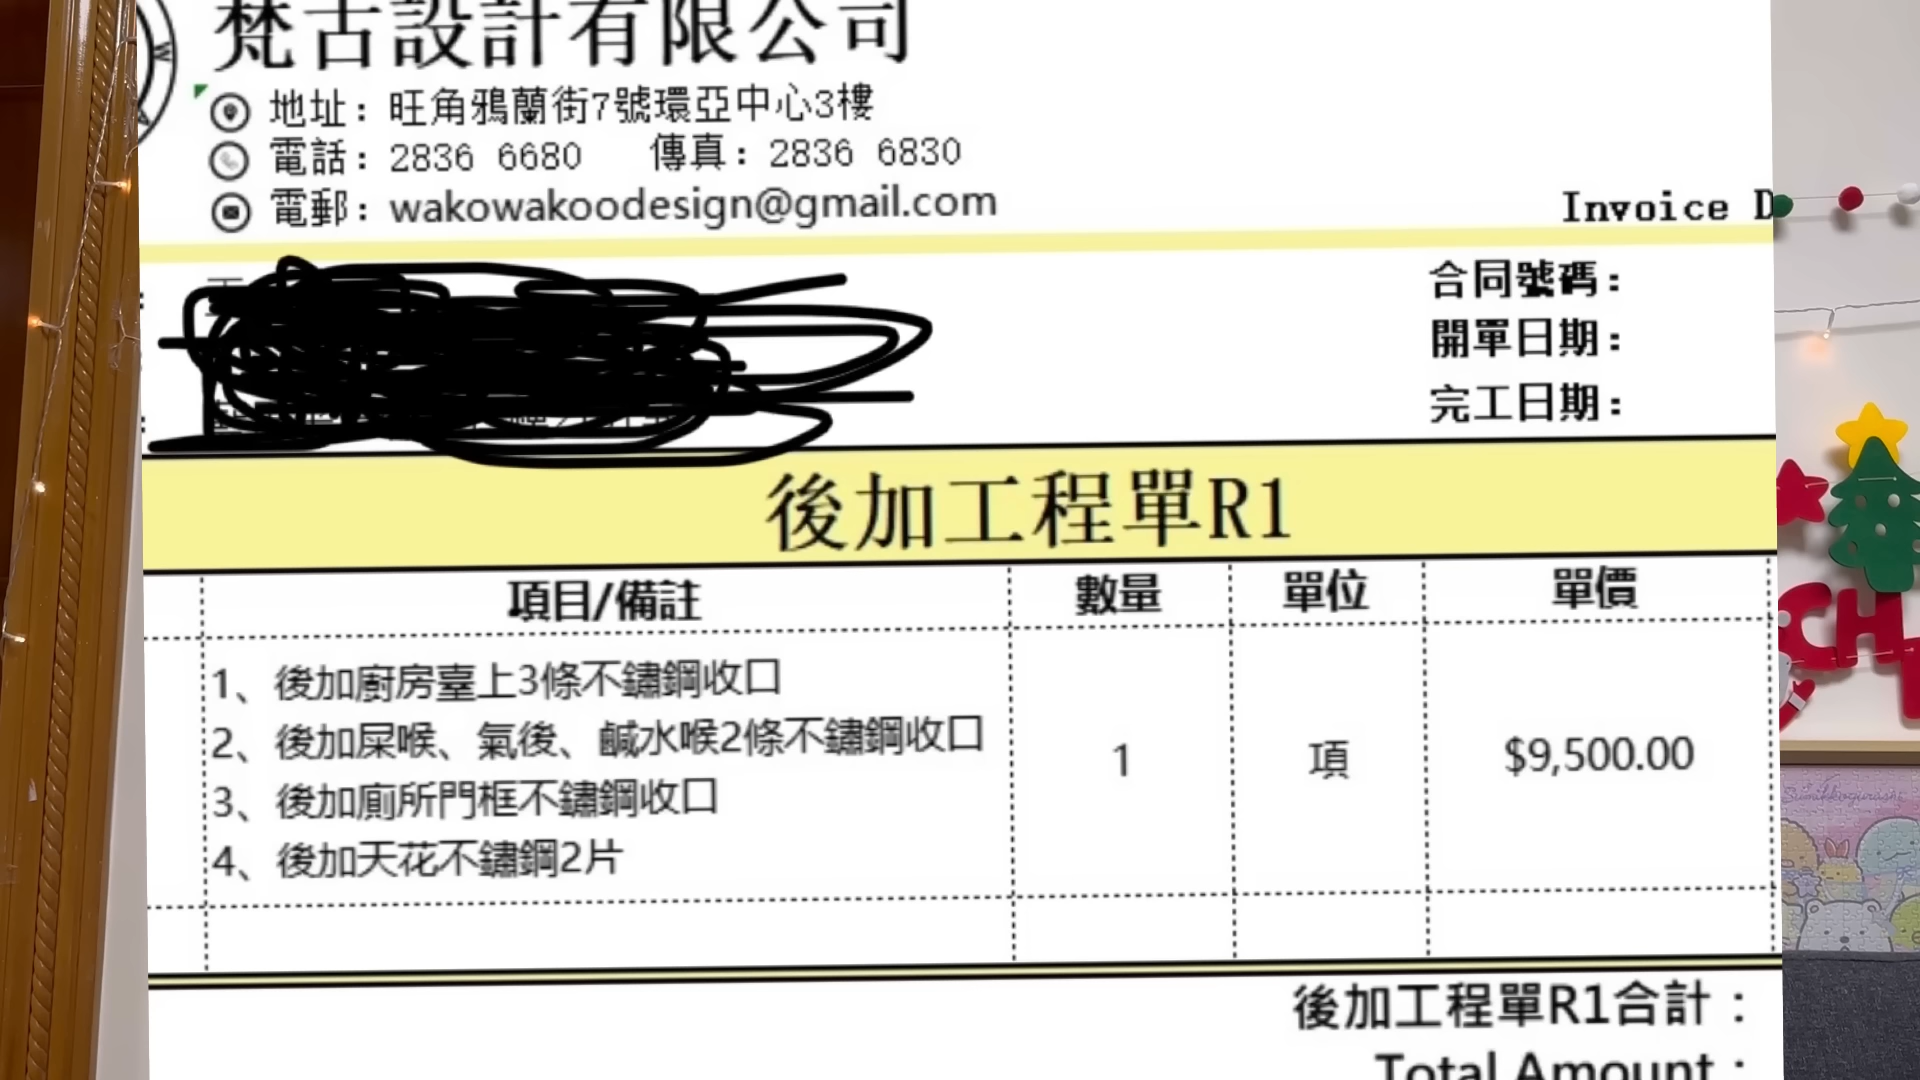 梵古設計有限公司
地址：旺角鴉蘭街7號環亞中心3樓
電話：2836 6680 傳真：2836 6830
電郵：wakowakoodesign@gmail.com
Invoice D
合同號碼：
開單日期：
完工日期：
後加工程單R1
項目/備註 數量 單位 單價
1、後加廚房臺上3條不鏽鋼收口
2、後加屎喉、氣後、鹹水喉2條不鏽鋼收口
3、後加廁所門框不鏽鋼收口
4、後加天花不鏽鋼2片
1 項 $9,500.00
後加工程單R1合計：
Total Amount：
CH
Sumikkogurashi